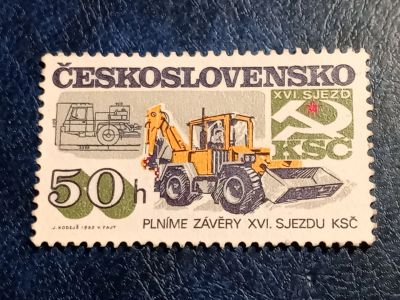 ČESKOSLOVENSKO
XVI. SJEZD
KSČ
50h
PLNÍME ZÁVĚRY XVI. SJEZDU KSČ